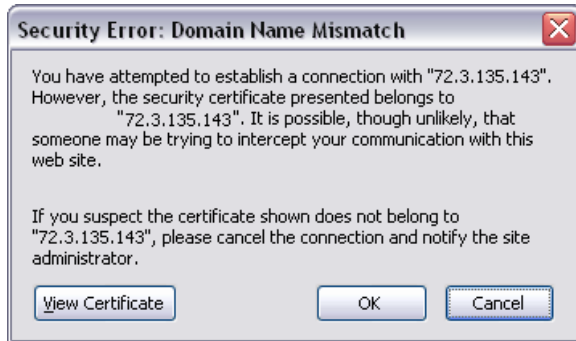 Security Error: Domain Name Mismatch
You have attempted to establish a connection with "72.3.135.143".
However, the security certificate presented belongs to
"72.3.135.143". It is possible, though unlikely, that
someone may be trying to intercept your communication with this
web site.
If you suspect the certificate shown does not belong to
"72.3.135.143", please cancel the connection and notify the site
administrator.
View Certificate
OK
Cancel